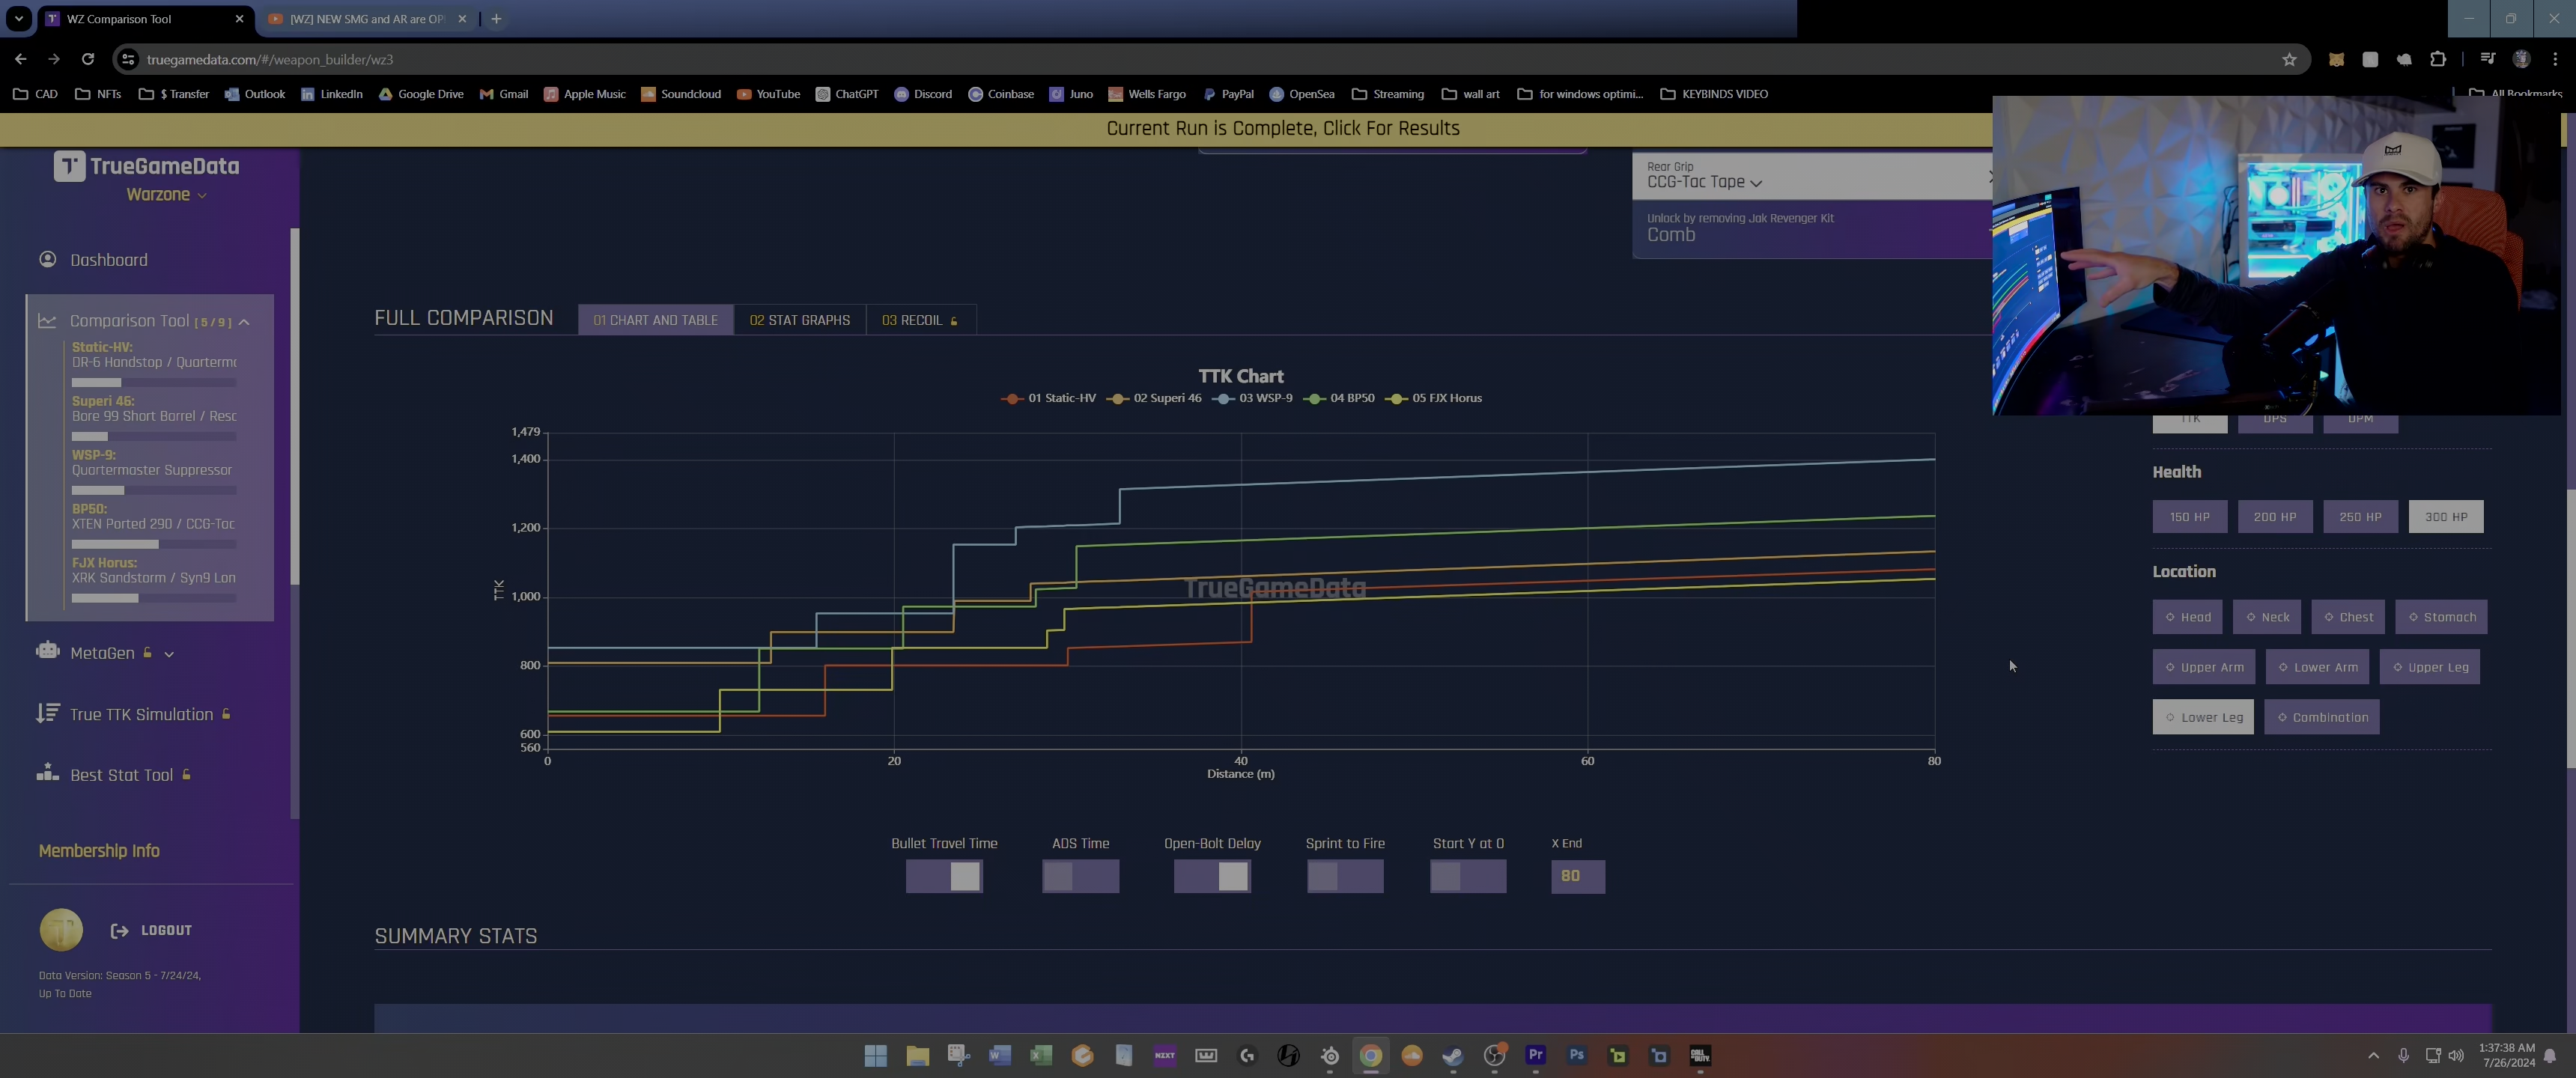 WZ Comparison Tool
[WZ] NEW SMG and AR are OP
truegamedata.com/#/weapon_builder/wz3
CAD NFTs $ Transfer Outlook LinkedIn Google Drive Gmail Apple Music Soundcloud YouTube ChatGPT Discord Coinbase Juno Wells Fargo PayPal OpenSea Streaming wall art for windows optimi... KEYBINDS VIDEO All Bookmarks
Current Run is Complete, Click For Results
TrueGameData
Warzone
Dashboard
Comparison Tool [ 5 / 9 ]
Static-HV:
DR-6 Handstop / Quarterm
Superi 46:
Bore 99 Short Barrel / Resc
WSP-9:
Quartermaster Suppressor
BP50:
XTEN Ported 290 / CCG-Tac
FJX Horus:
XRK Sandstorm / Syn9 Lon
MetaGen
True TTK Simulation
Best Stat Tool
Membership Info
LOGOUT
Data Version: Season 5 - 7/24/24,
Up To Date
Rear Grip
CCG-Tac Tape
Unlock by removing Jak Revenger Kit
Comb
FULL COMPARISON
01 CHART AND TABLE
02 STAT GRAPHS
03 RECOIL
TTK Chart
01 Static-HV 02 Superi 46 03 WSP-9 04 BP50 05 FJX Horus
1,479
1,400
1,200
1,000
800
600
560
TTK
TrueGameData
0 20 40 60 80
Distance (m)
Bullet Travel Time ADS Time Open-Bolt Delay Sprint to Fire Start Y at 0 X End
80
SUMMARY STATS
TTK DPS DPM
Health
150 HP 200 HP 250 HP 300 HP
Location
Head Neck Chest Stomach
Upper Arm Lower Arm Upper Leg
Lower Leg Combination
NZXT
Pr
Ps
CALL OF DUTY
1:37:38 AM
7/26/2024